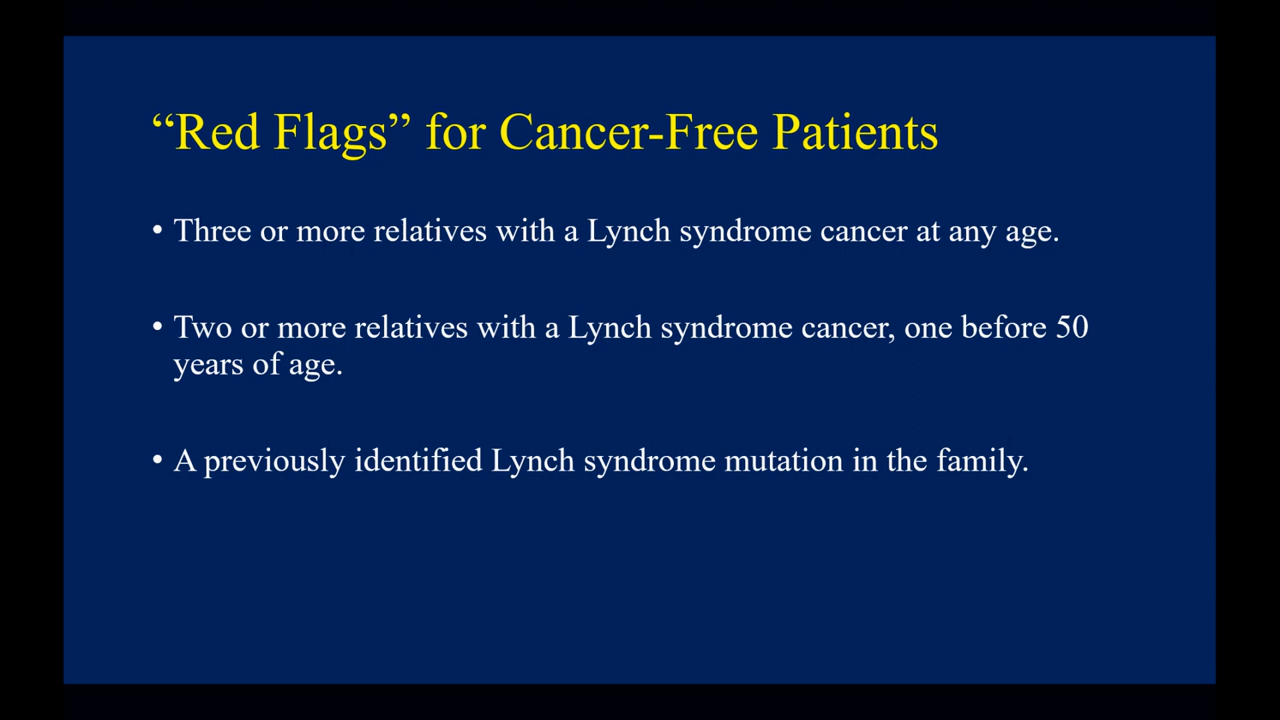 “Red Flags” for Cancer-Free Patients
• Three or more relatives with a Lynch syndrome cancer at any age.
• Two or more relatives with a Lynch syndrome cancer, one before 50
years of age.
• A previously identified Lynch syndrome mutation in the family.